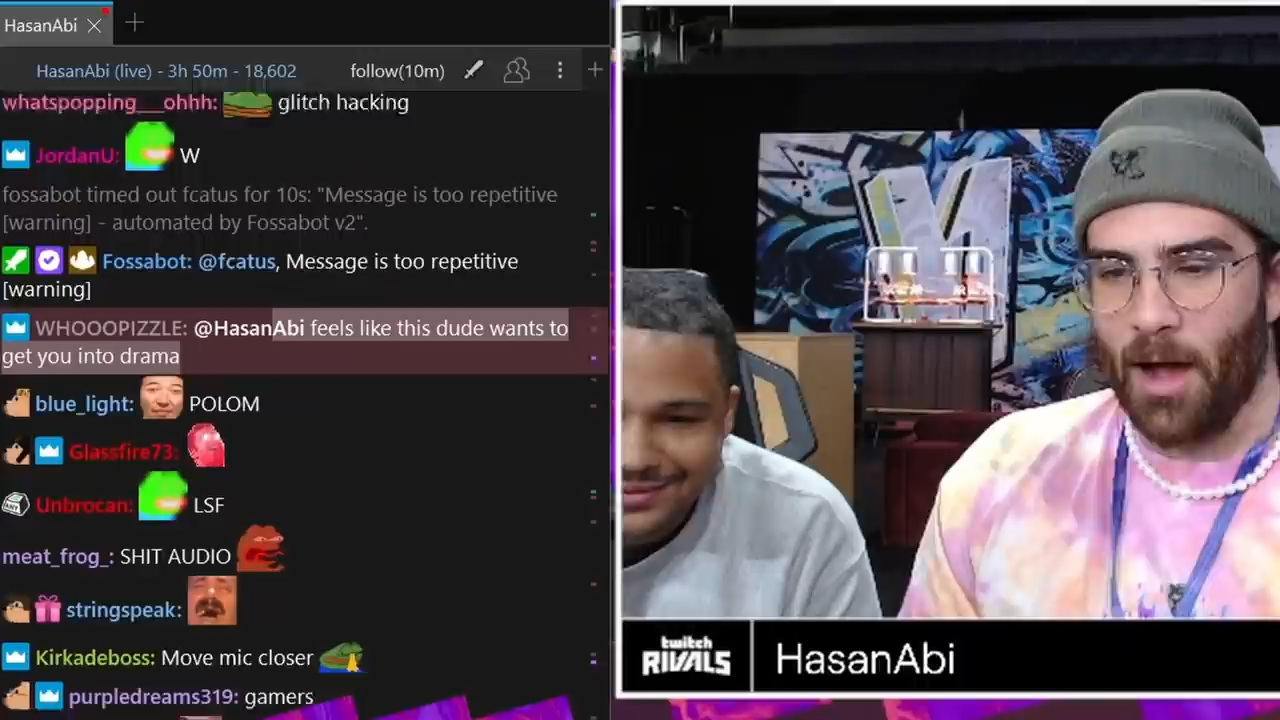 HasanAbi
HasanAbi (live) - 3h 50m - 18,602
follow(10m)
whatspopping__ohhh: glitch hacking
JordanU: W
fossabot timed out fcatus for 10s: "Message is too repetitive
[warning] - automated by Fossabot v2".
Fossabot: @fcatus, Message is too repetitive
[warning]
WHOOOPIZZLE: @HasanAbi feels like this dude wants to
get you into drama
blue_light: POLOM
Glassfire73:
Unbrocan: LSF
meat_frog_: SHIT AUDIO
stringspeak:
Kirkadeboss: Move mic closer
purpledreams319: gamers
twitch
RIVALS
HasanAbi